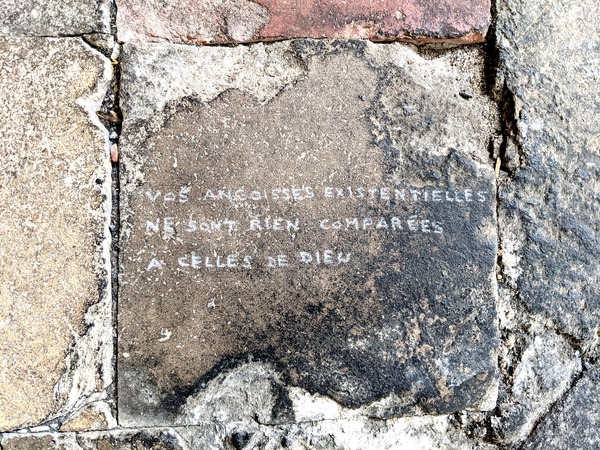 VOS ANGOISSES EXISTENTIELLES
NE SONT RIEN COMPARÉES
A CELLES DE DIEU